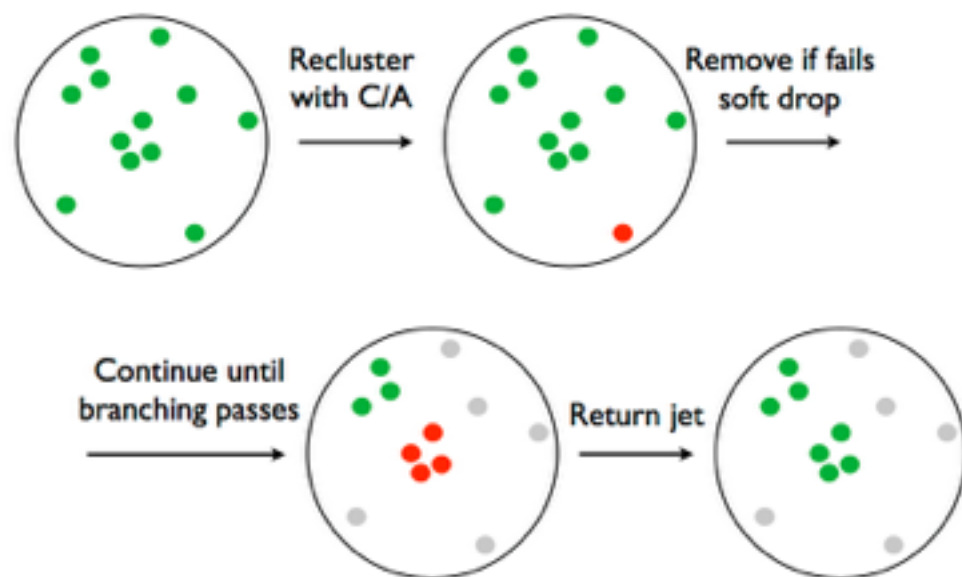 Recluster
with C/A
Remove if fails
soft drop
Continue until
branching passes
Return jet